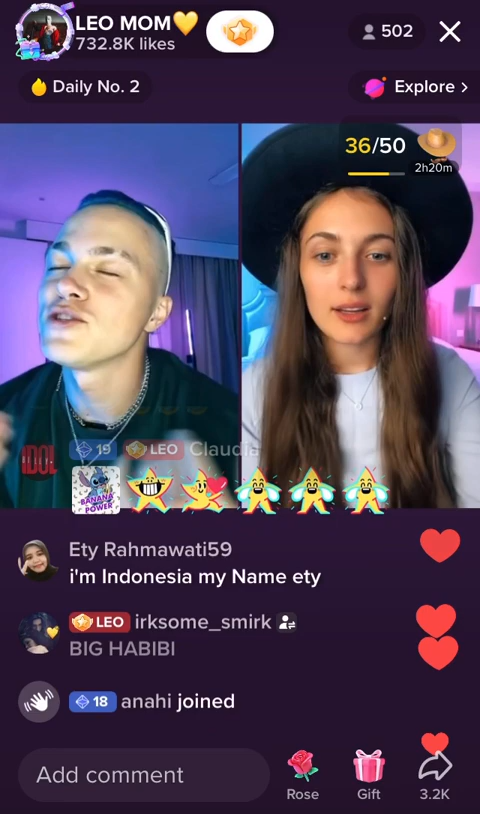 LEO MOM💛
732.8K likes
502
Daily No. 2
Explore >
36/50
2h20m
IDOL
19 LEO Claudia
BANANA
POWER
Ety Rahmawati59
i'm Indonesia my Name ety
LEO irksome_smirk
BIG HABIBI
18 anahi joined
Add comment
Rose
Gift
3.2K